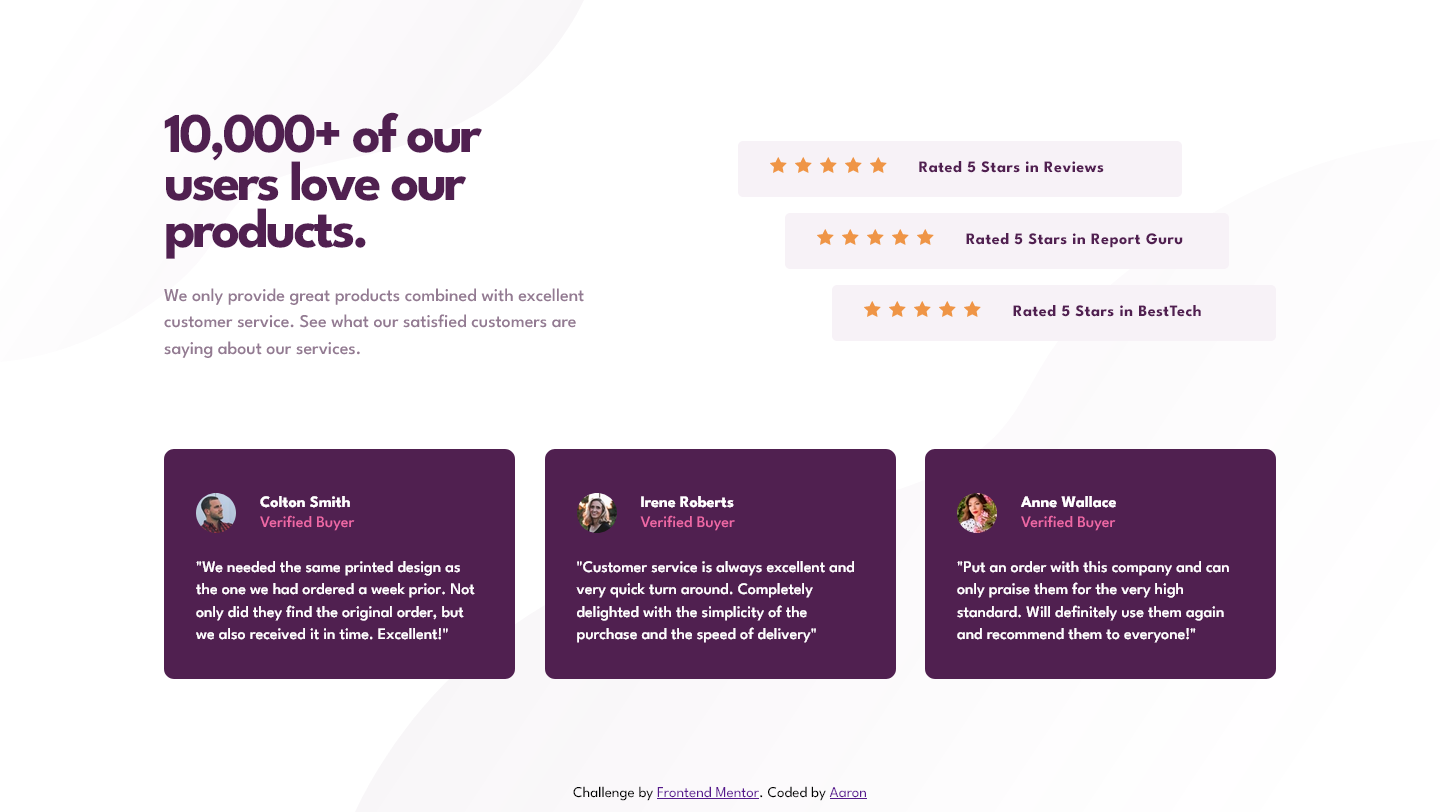 10,000+ of our
users love our
products.
We only provide great products combined with excellent
customer service. See what our satisfied customers are
saying about our services.
Rated 5 Stars in Reviews
Rated 5 Stars in Report Guru
Rated 5 Stars in BestTech
Colton Smith
Verified Buyer
"We needed the same printed design as
the one we had ordered a week prior. Not
only did they find the original order, but
we also received it in time. Excellent!"
Irene Roberts
Verified Buyer
"Customer service is always excellent and
very quick turn around. Completely
delighted with the simplicity of the
purchase and the speed of delivery"
Anne Wallace
Verified Buyer
"Put an order with this company and can
only praise them for the very high
standard. Will definitely use them again
and recommend them to everyone!"
Challenge by Frontend Mentor. Coded by Aaron